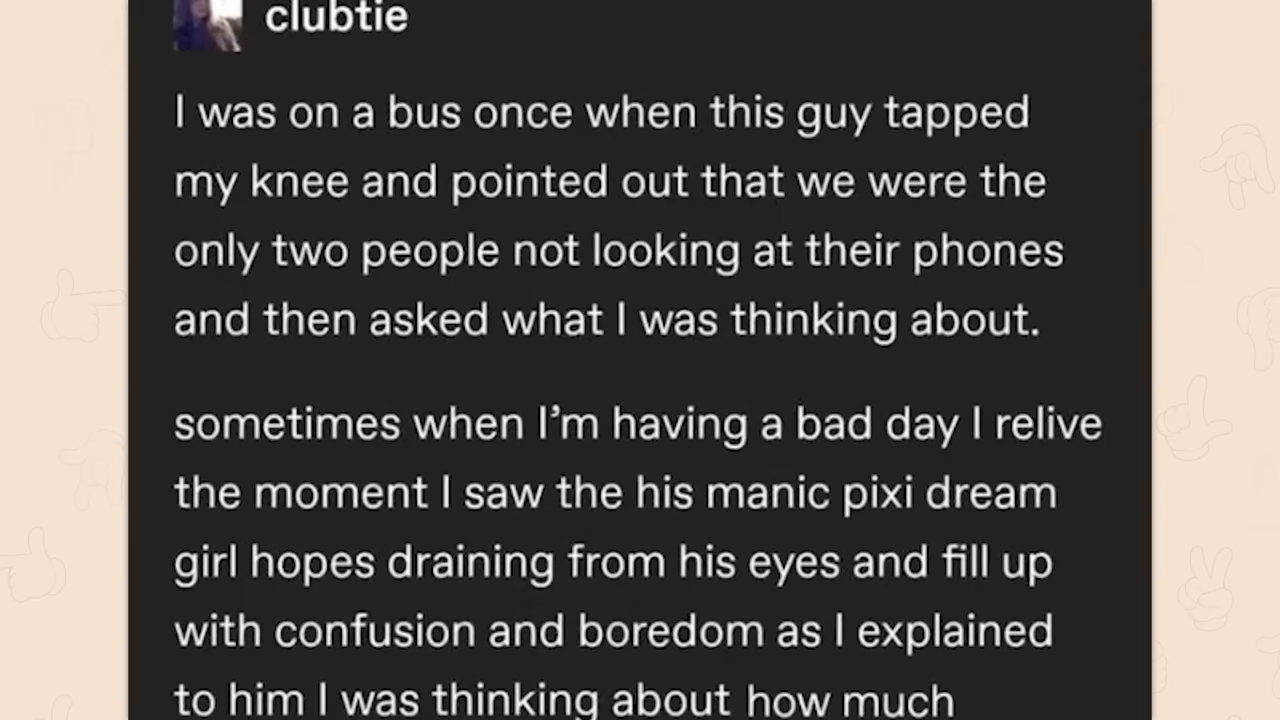 clubtie
I was on a bus once when this guy tapped
my knee and pointed out that we were the
only two people not looking at their phones
and then asked what I was thinking about.
sometimes when I’m having a bad day I relive
the moment I saw the his manic pixi dream
girl hopes draining from his eyes and fill up
with confusion and boredom as I explained
to him I was thinking about how much